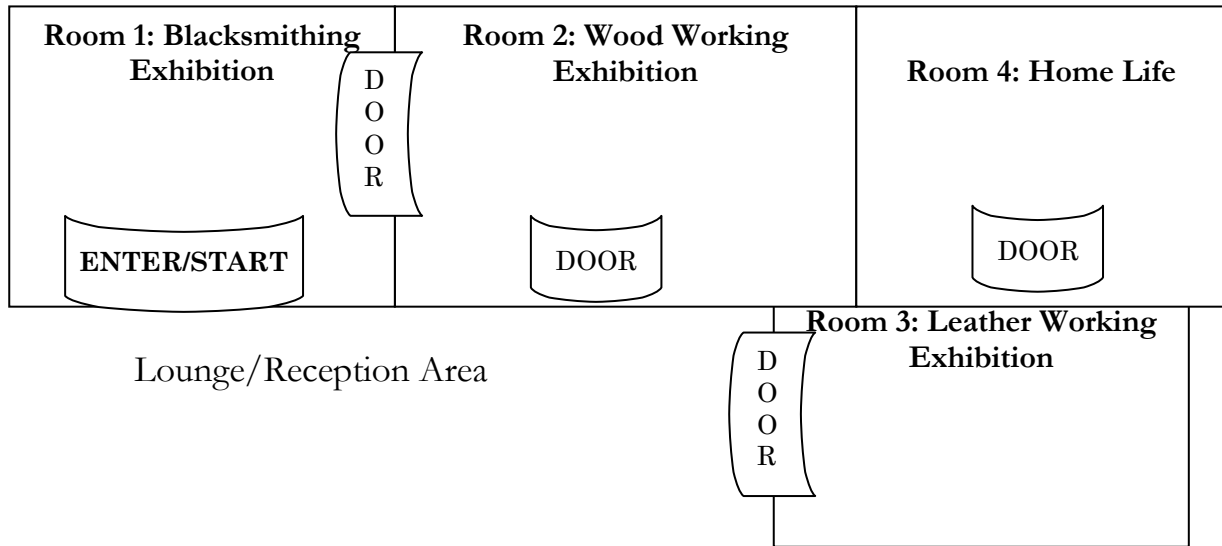 Room 1: Blacksmithing
Exhibition
D
O
O
R
Room 2: Wood Working
Exhibition
Room 4: Home Life
ENTER/START
DOOR
DOOR
Lounge/Reception Area
D
O
O
R
Room 3: Leather Working
Exhibition